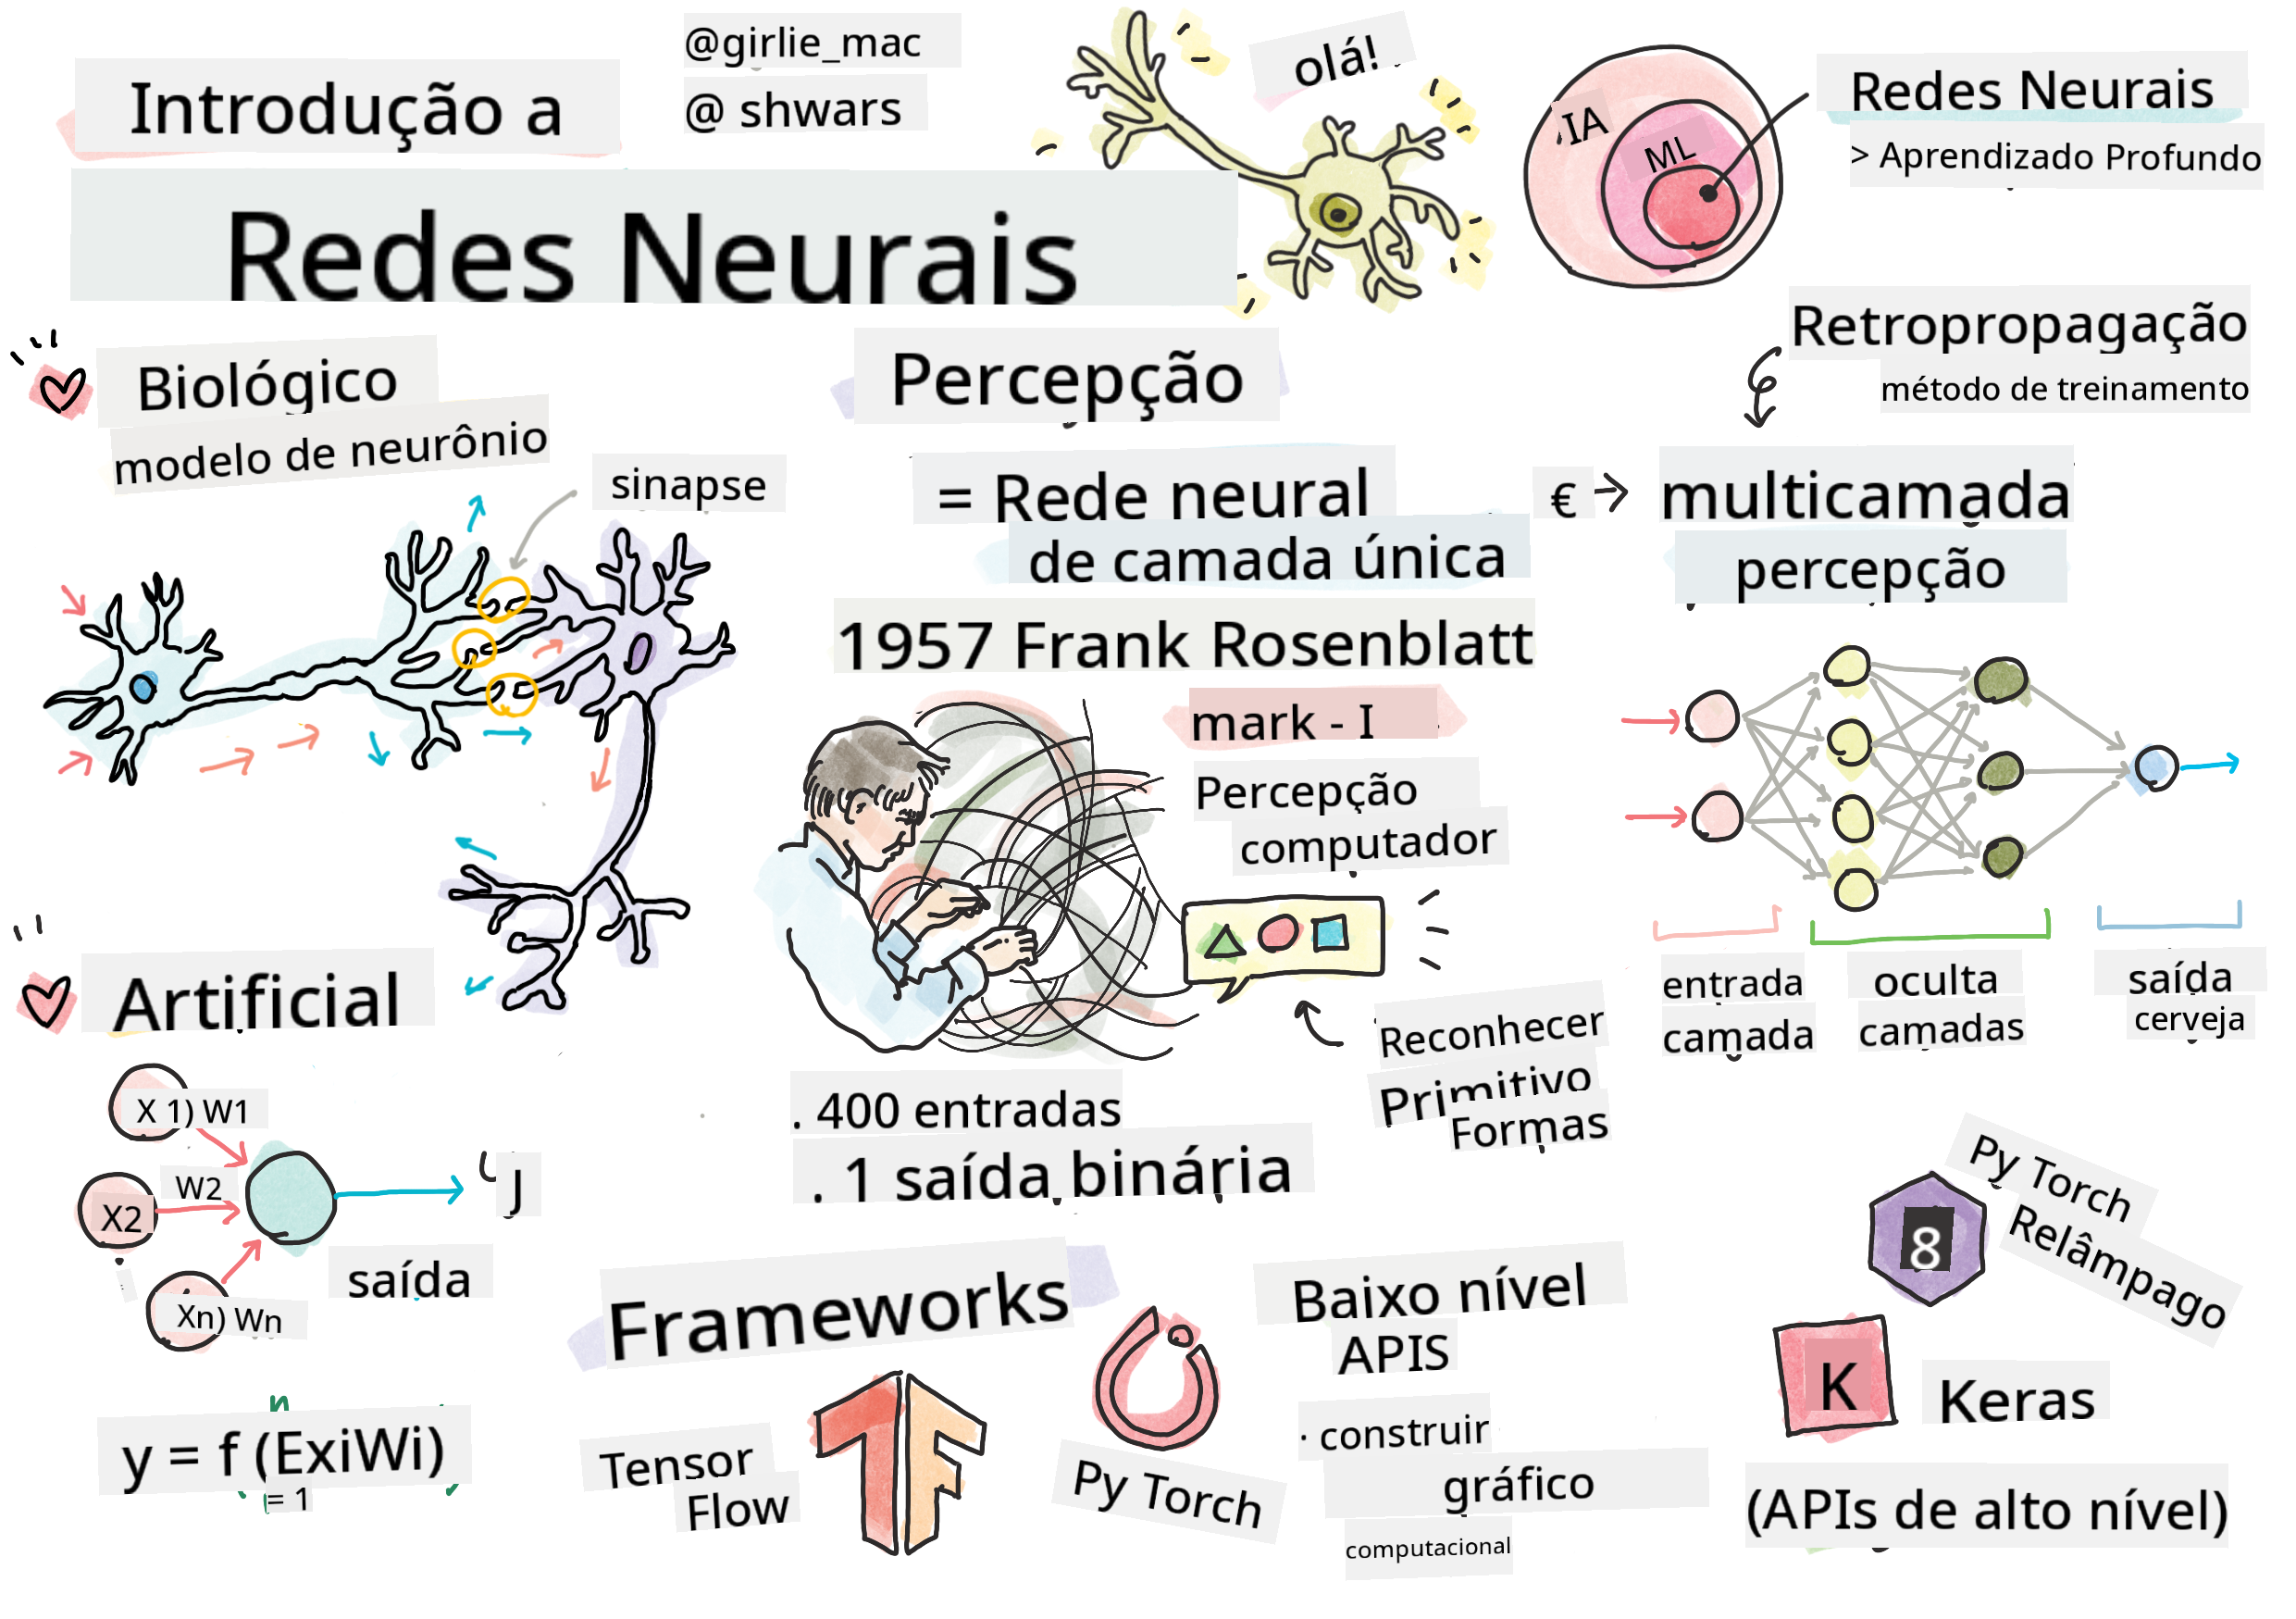 Introdução a
Redes Neurais
@girlie_mac
@ shwars
olá!
IA
ML
Redes Neurais
> Aprendizado Profundo
Biológico
modelo de neurônio
sinapse
Percepção
= Rede neural
de camada única
1957 Frank Rosenblatt
mark - I
Percepção
computador
Reconhecer
Primitivo
Formas
. 400 entradas
. 1 saída binária
Retropropagação
método de treinamento
€
multicamada
percepção
entrada
camada
oculta
camadas
saída
cerveja
Artificial
X 1) W1
W2
X2
Xn) Wn
J
saída
n
y = f (ExiWi)
= 1
Frameworks
Tensor
Flow
Py Torch
Baixo nível
APIS
· construir
gráfico
computacional
Py Torch
Relâmpago
8
K
Keras
(APIs de alto nível)